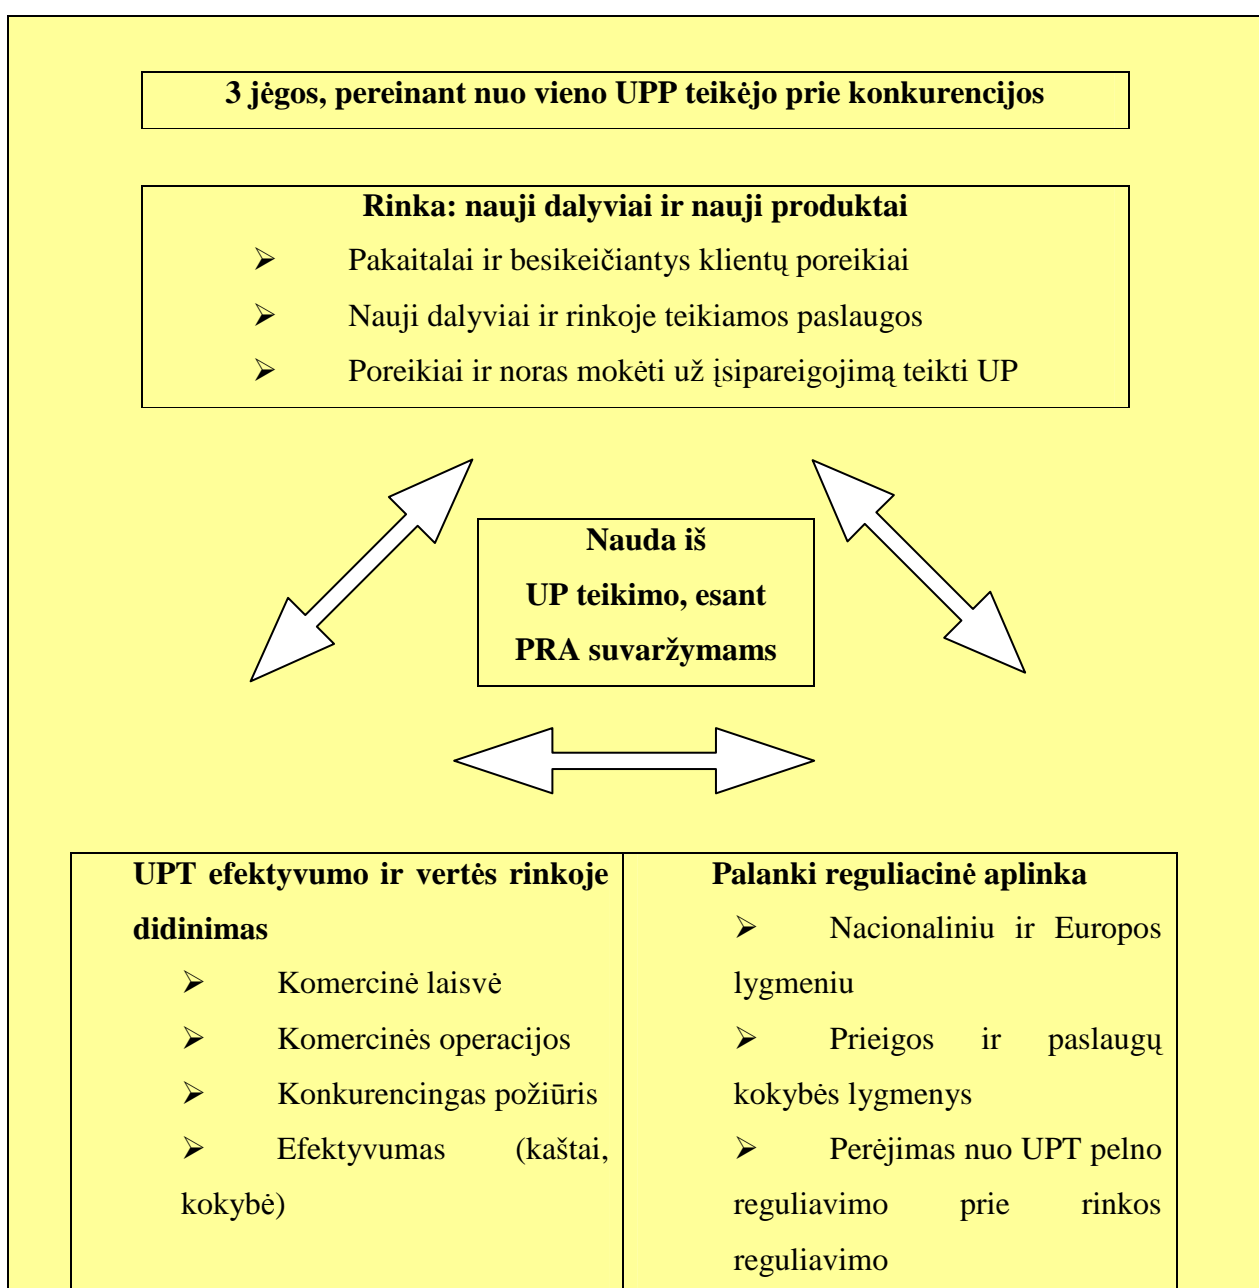 3 jėgos, pereinant nuo vieno UPP teikėjo prie konkurencijos
Rinka: nauji dalyviai ir nauji produktai
➢ Pakaitalai ir besikeičiantys klientų poreikiai
➢ Nauji dalyviai ir rinkoje teikiamos paslaugos
➢ Poreikiai ir noras mokėti už įsipareigojimą teikti UP
Nauda iš
UP teikimo, esant
PRA suvaržymams
UPT efektyvumo ir vertės rinkoje
didinimas
➢ Komercinė laisvė
➢ Komercinės operacijos
➢ Konkurencingas požiūris
➢ Efektyvumas (kaštai,
kokybė)
Palanki reguliacinė aplinka
➢ Nacionaliniu ir Europos
lygmeniu
➢ Prieigos ir paslaugų
kokybės lygmenys
➢ Perėjimas nuo UPT pelno
reguliavimo prie rinkos
reguliavimo